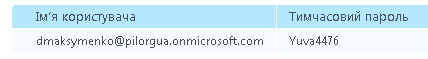 Ім'я користувача Тимчасовий пароль
dmaksymenko@pilorgua.onmicrosoft.com Yuva4476